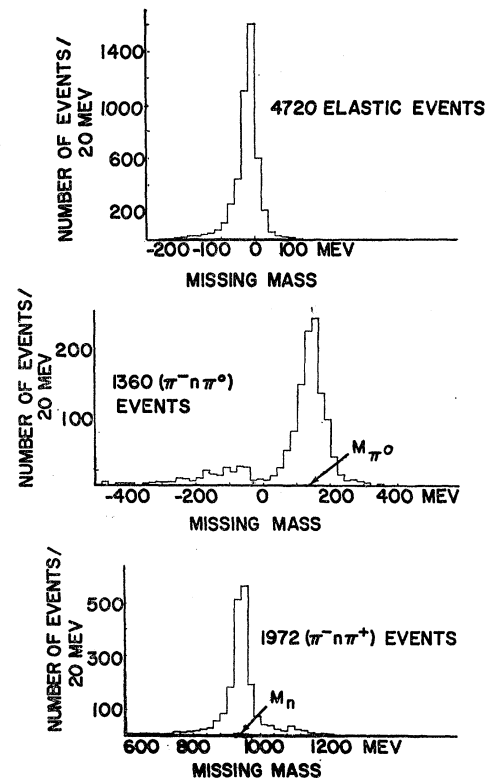 NUMBER OF EVENTS/
20 MEV
1400
1000
600
200
4720 ELASTIC EVENTS
-200 -100 0 100 MEV
MISSING MASS
NUMBER OF EVENTS/
20 MEV
200
100
1360 (π⁻nπ⁰)
EVENTS
Mπ⁰
-400 -200 0 200 400 MEV
MISSING MASS
NUMBER OF EVENTS/
20 MEV
500
300
100
1972 (π⁻nπ⁺) EVENTS
Mn
600 800 1000 1200 MEV
MISSING MASS